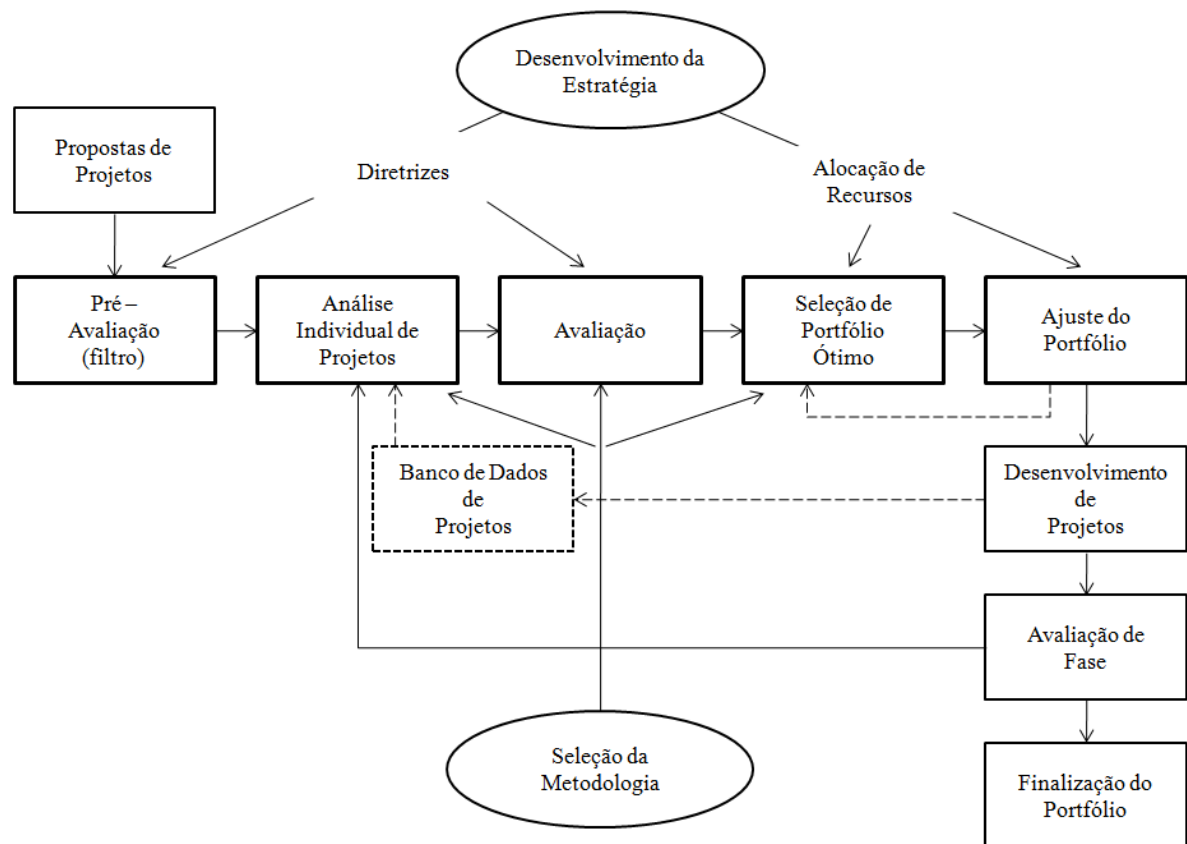 Desenvolvimento da
Estratégia
Propostas de
Projetos
Diretrizes
Alocação de
Recursos
Pré –
Avaliação
(filtro)
Análise
Individual de
Projetos
Avaliação
Seleção de
Portfólio
Ótimo
Ajuste do
Portfólio
Banco de Dados
de
Projetos
Desenvolvimento
de
Projetos
Avaliação de
Fase
Seleção da
Metodologia
Finalização do
Portfólio